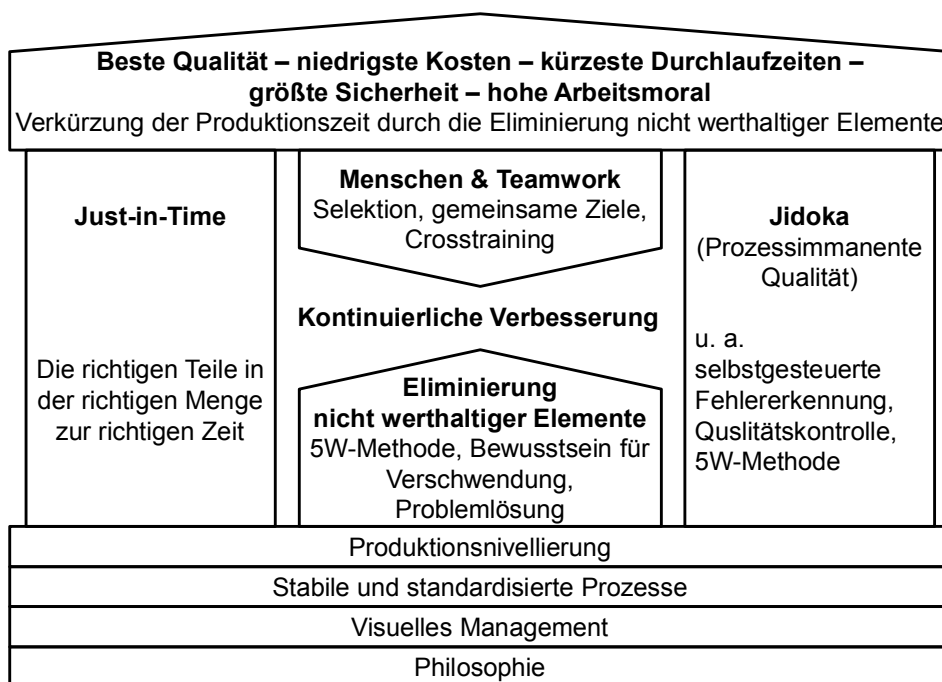 Beste Qualität – niedrigste Kosten – kürzeste Durchlaufzeiten –
größte Sicherheit – hohe Arbeitsmoral
Verkürzung der Produktionszeit durch die Eliminierung nicht werthaltiger Elemente
Just-in-Time
Die richtigen Teile in
der richtigen Menge
zur richtigen Zeit
Menschen & Teamwork
Selektion, gemeinsame Ziele,
Crosstraining
Kontinuierliche Verbesserung
Eliminierung
nicht werthaltiger Elemente
5W-Methode, Bewusstsein für
Verschwendung,
Problemlösung
Jidoka
(Prozessimmanente
Qualität)
u. a.
selbstgesteuerte
Fehlererkennung,
Quslitätskontrolle,
5W-Methode
Produktionsnivellierung
Stabile und standardisierte Prozesse
Visuelles Management
Philosophie